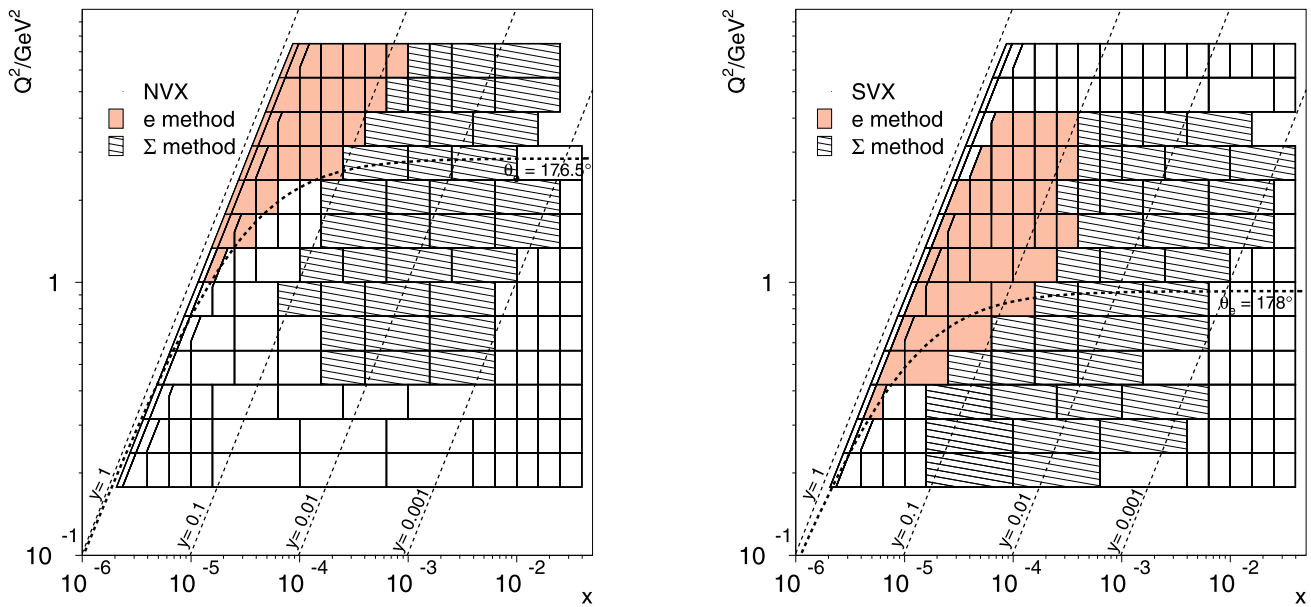 Q²/GeV²
NVX
e method
Σ method
θₑ = 176.5°
1
y= 1
y= 0.1
y= 0.01
y= 0.001
10⁻¹
10⁻⁶
10⁻⁵
10⁻⁴
10⁻³
10⁻²
x
Q²/GeV²
SVX
e method
Σ method
θₑ = 178°
1
y= 1
y= 0.1
y= 0.01
y= 0.001
10⁻¹
10⁻⁶
10⁻⁵
10⁻⁴
10⁻³
10⁻²
x